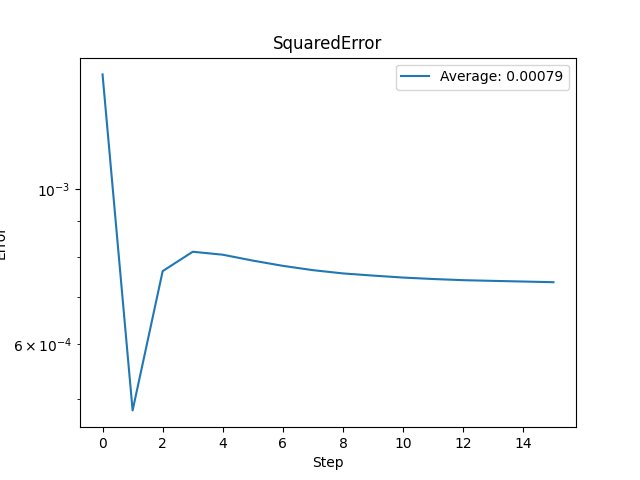 SquaredError
Average: 0.00079
10⁻³
6 × 10⁻⁴
Error
0 2 4 6 8 10 12 14
Step